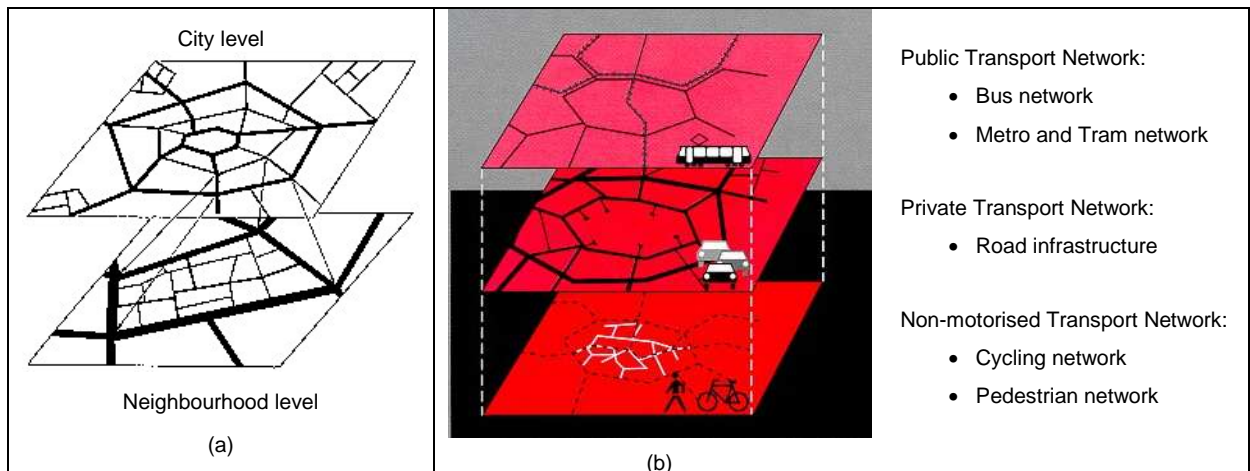 City level
Neighbourhood level
(a)
(b)
Public Transport Network:
• Bus network
• Metro and Tram network
Private Transport Network:
• Road infrastructure
Non-motorised Transport Network:
• Cycling network
• Pedestrian network